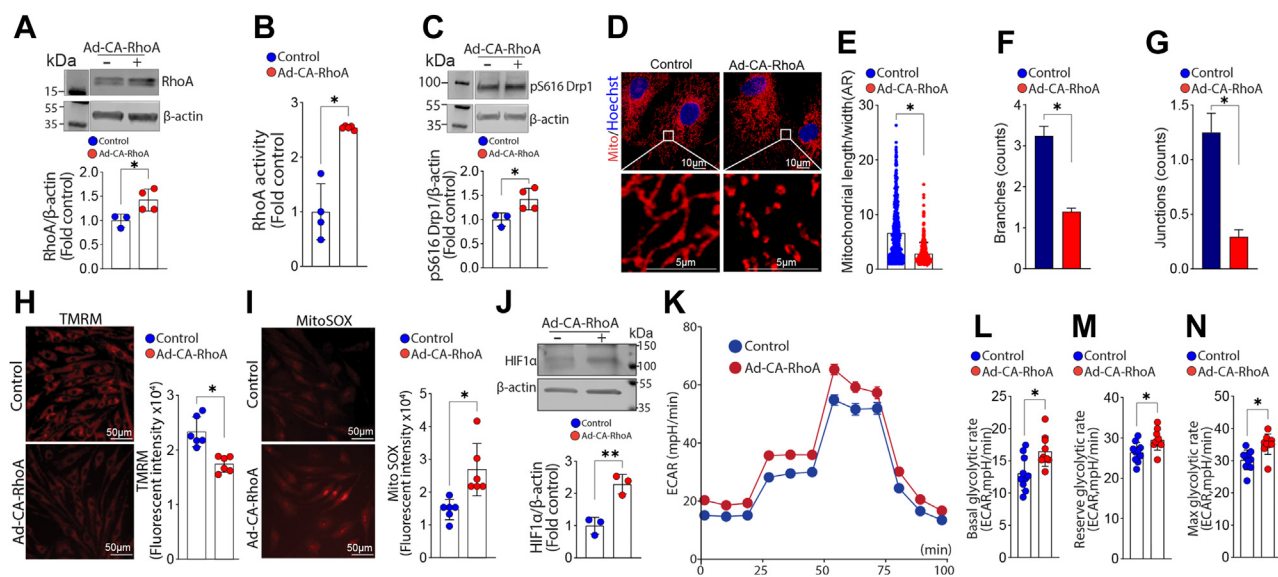 A
Ad-CA-RhoA
kDa
– +
RhoA
15
55
β-actin
35
Control
Ad-CA-RhoA
RhoA/β-actin
(Fold control)
2.0
*
1.5
1.0
0.5
0.0
B
Control
Ad-CA-RhoA
RhoA activity
(Fold control)
3
*
2
1
0
C
Ad-CA-RhoA
kDa
– +
100
pS616 Drp1
55
β-actin
35
Control
Ad-CA-RhoA
pS616 Drp1/β-actin
(Fold control)
2.0
*
1.5
1.0
0.5
0.0
D
Control Ad-CA-RhoA
Mito/Hoechst
10μm 10μm
5μm 5μm
E
Control
Ad-CA-RhoA
Mitochondrial length/width(AR)
30
*
20
10
0
F
Control
Ad-CA-RhoA
Branches (counts)
4
*
3
2
1
0
G
Control
Ad-CA-RhoA
Junctions (counts)
1.5
*
1.0
0.5
0.0
H
TMRM
Control
50μm
Ad-CA-RhoA
50μm
Control
Ad-CA-RhoA
TMRM
(Fluorescent intensity x10⁴)
3
*
2
1
0
I
MitoSOX
Control
50μm
Ad-CA-RhoA
50μm
Control
Ad-CA-RhoA
Mito SOX
(Fluorescent intensity x10⁴)
5
*
4
3
2
1
0
J
Ad-CA-RhoA
– +
kDa
150
HIF1α
100
β-actin
55
35
Control
Ad-CA-RhoA
HIF1α/β-actin
(Fold control)
3
**
2
1
0
K
Control
Ad-CA-RhoA
ECAR (mpH/min)
80
60
40
20
0
0 25 50 75 100
(min)
L
Control
Ad-CA-RhoA
Basal glycolytic rate
(ECAR,mpH/min)
25
*
20
15
10
5
0
M
Control
Ad-CA-RhoA
Reserve glycolytic rate
(ECAR,mpH/min)
40
*
30
20
10
0
N
Control
Ad-CA-RhoA
Max glycolytic rate
(ECAR,mpH/min)
50
*
40
30
20
10
0